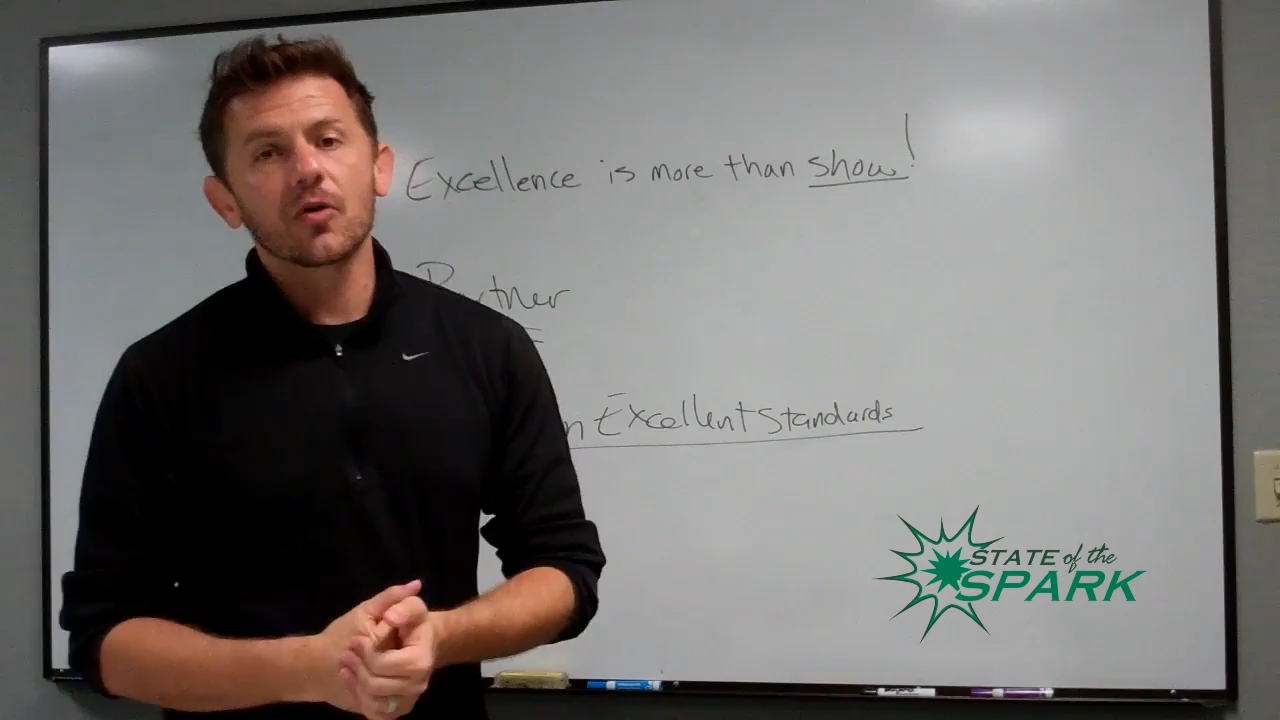 Excellence is more than show!
Partner
Excellent Standards
STATE of the
SPARK